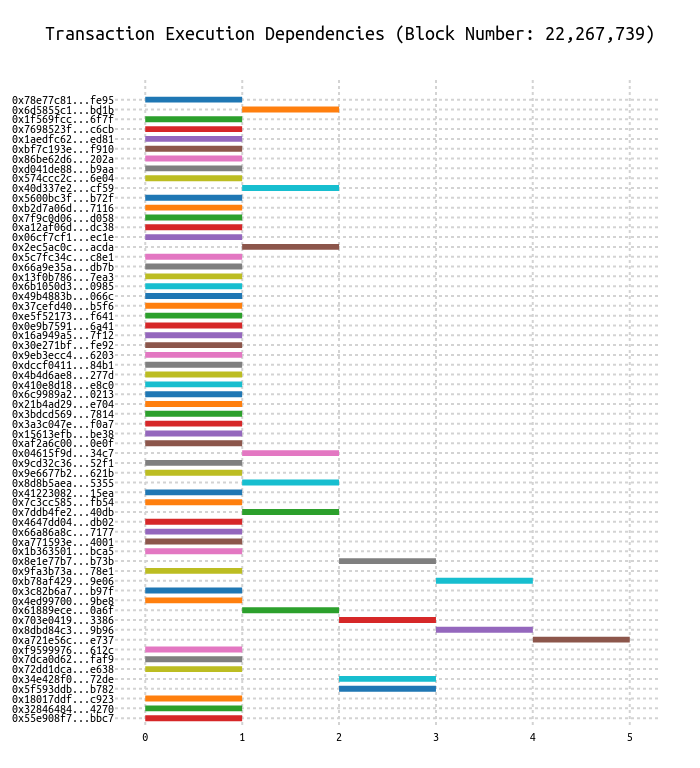 Transaction Execution Dependencies (Block Number: 22,267,739)
0x78e77c81...fe95
0x6d5855c1...bd1b
0x1f569fcc...6f7f
0x7698523f...c6cb
0x1aedfc62...ed81
0xbf7c193e...f910
0x86be62d6...202a
0xd041de88...b9aa
0x574ccc2c...6e04
0x40d337e2...cf59
0x5600bc3f...b72f
0xb2d7a06d...7116
0x7f9c0d06...d058
0xa12af06d...dc38
0x06cf7cf1...ec1e
0x2ec5ac0c...acda
0x5c7fc34c...c8e1
0x66a9e35a...db7b
0x13f0b786...7ea3
0x6b1050d3...0985
0x49b4883b...066c
0x37cefd40...b5f6
0xe5f52173...f641
0x0e9b7591...6a41
0x16a949a5...7f12
0x30e271bf...fe92
0x9eb3ecc4...6203
0xdccf0411...84b1
0x4b4d6ae8...277d
0x410e8d18...e8c0
0x6c9989a2...0213
0x21b4ad29...e704
0x3bdcd569...7814
0x3a3c047e...f0a7
0x15613efb...be38
0xaf2a6c00...0e0f
0x04615f9d...34c7
0x9cd32c36...52f1
0x9e6677b2...621b
0x8d8b5aea...5355
0x41223082...15ea
0x7c3cc585...fb54
0x7ddb4fe2...40db
0x4647dd04...db02
0x66a86a8c...7177
0xa771593e...4001
0x1b363501...bca5
0x8e1e77b7...b73b
0x9fa3b73a...78e1
0xb78af429...9e06
0x3c82b6a7...b97f
0x4ed99700...9be8
0x61889ece...0a6f
0x703e0419...3386
0x8dbd84c3...9b96
0xa721e56c...e737
0xf9599976...612c
0x7dca0d62...faf9
0x72dd1dca...e638
0x34e428f0...72de
0x5f593ddb...b782
0x18017ddf...c923
0x32846484...4270
0x55e908f7...bbc7
0 1 2 3 4 5